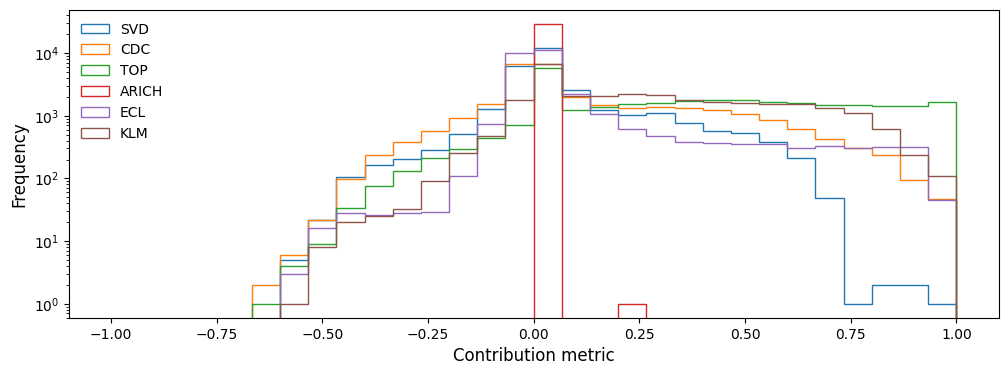 SVD
CDC
TOP
ARICH
ECL
KLM
Frequency
10⁴
10³
10²
10¹
10⁰
−1.00 −0.75 −0.50 −0.25 0.00 0.25 0.50 0.75 1.00
Contribution metric